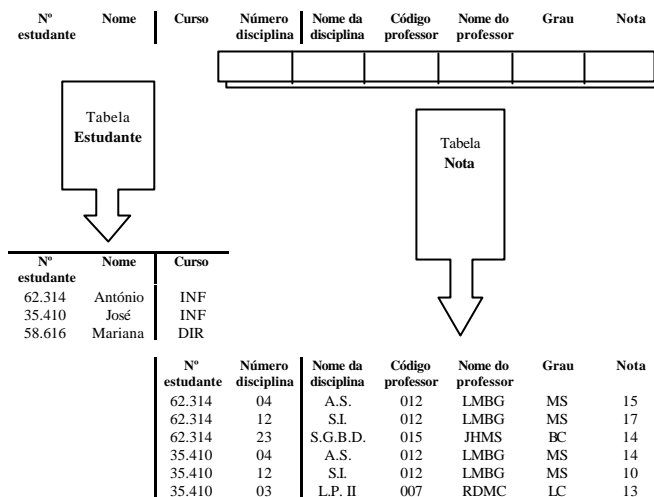 Nº Nome Curso Número Nome da Código Nome do Grau Nota
estudante disciplina disciplina professor professor
Tabela
Estudante
Tabela
Nota
Nº Nome Curso
estudante
62.314 António INF
35.410 José INF
58.616 Mariana DIR
Nº Número Nome da Código Nome do Grau Nota
estudante disciplina disciplina professor professor
62.314 04 A.S. 012 LMBG MS 15
62.314 12 S.I. 012 LMBG MS 17
62.314 23 S.G.B.D. 015 JHMS BC 14
35.410 04 A.S. 012 LMBG MS 14
35.410 12 S.I. 012 LMBG MS 10
35.410 03 L.P. II 007 RDMC LC 13